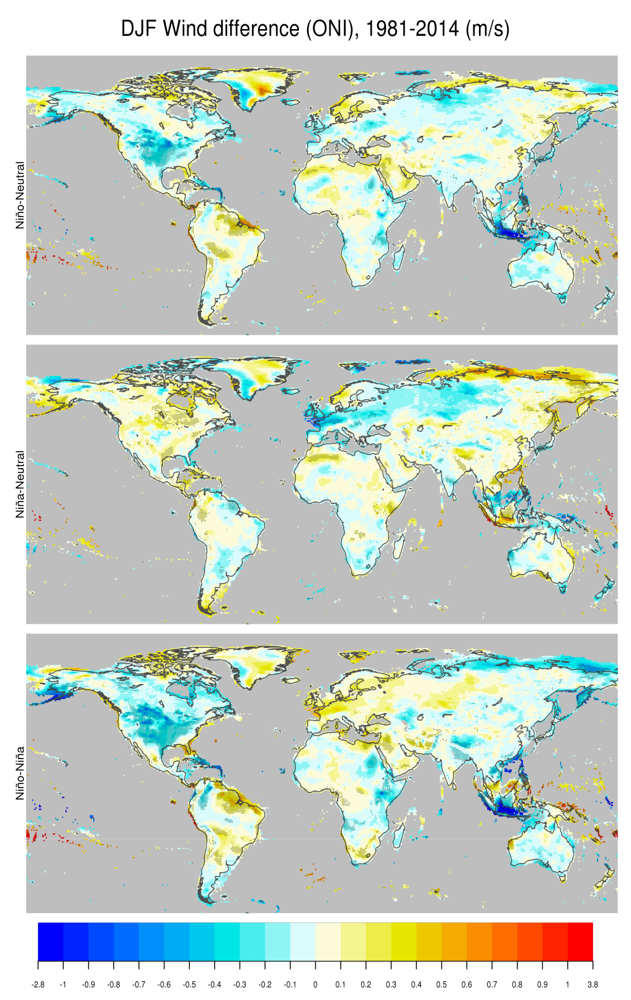 DJF Wind difference (ONI), 1981-2014 (m/s)
Niño-Neutral
Niña-Neutral
Niño-Niña
-2.8 -1 -0.9 -0.8 -0.7 -0.6 -0.5 -0.4 -0.3 -0.2 -0.1 0 0.1 0.2 0.3 0.4 0.5 0.6 0.7 0.8 0.9 1 3.8